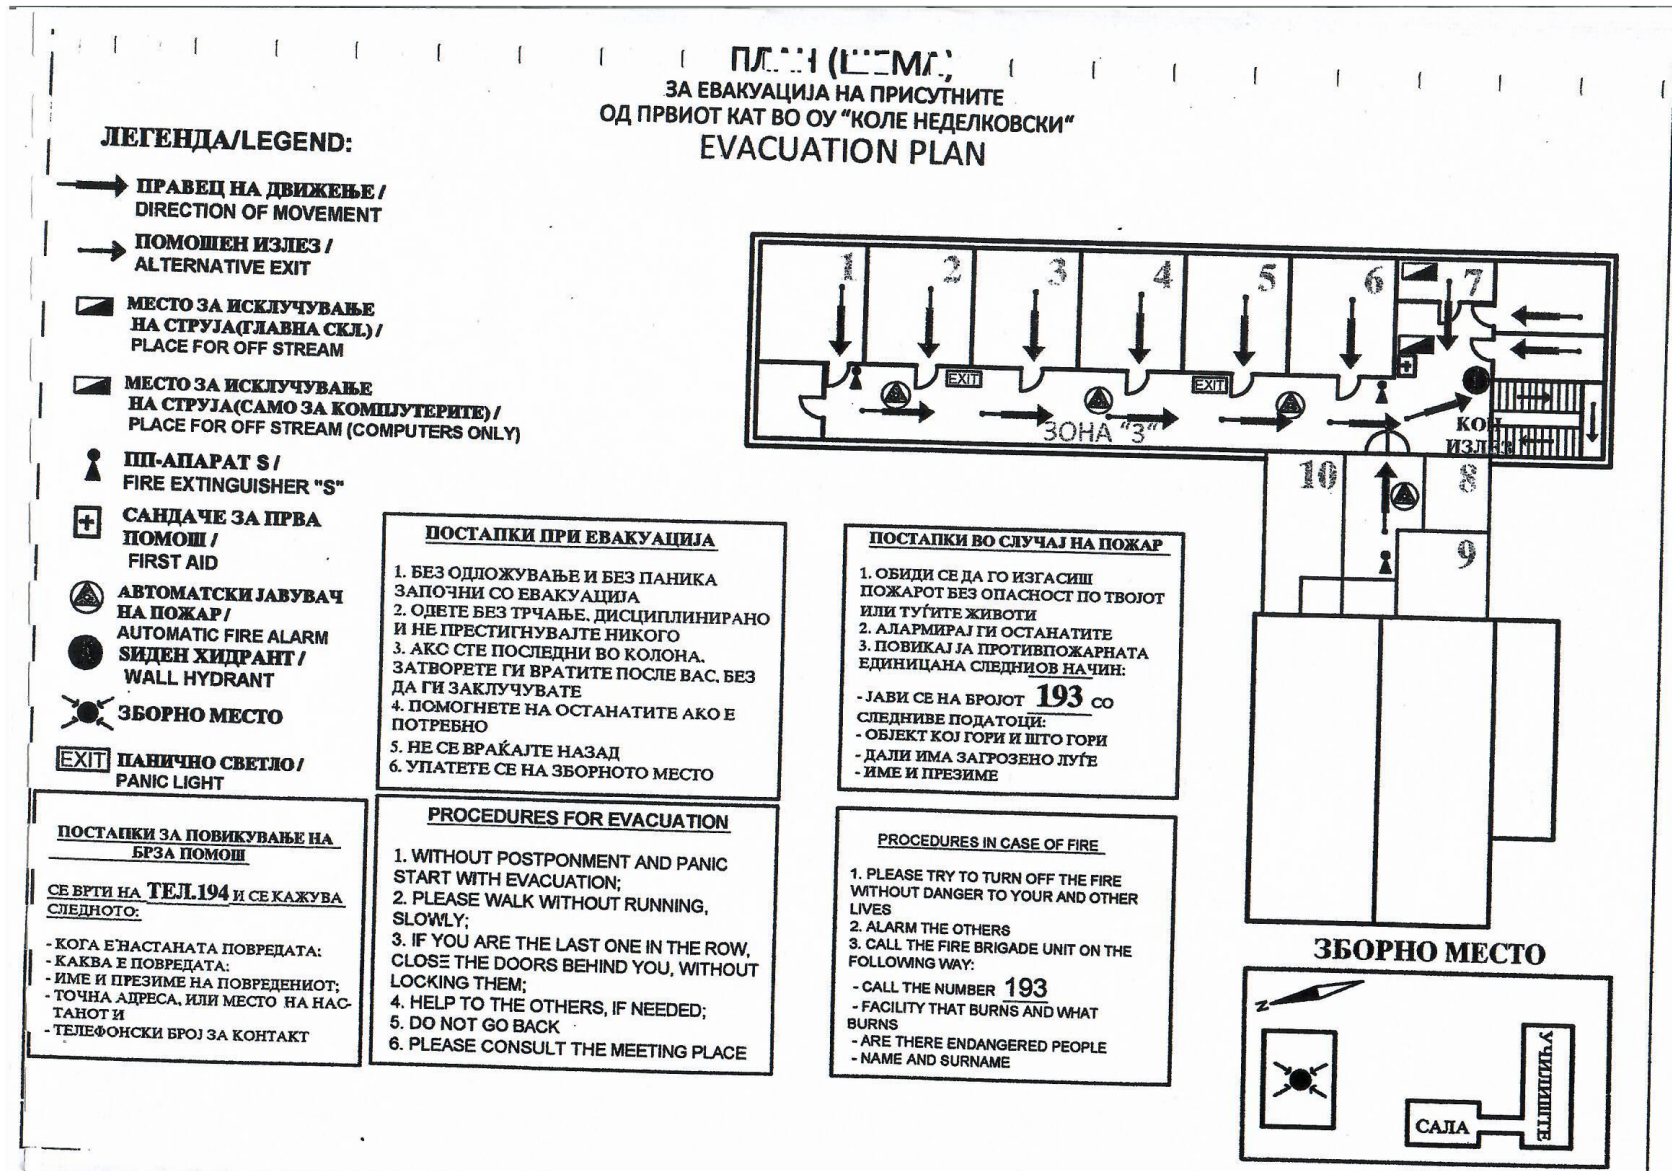 ЗА ЕВАКУАЦИЈА НА ПРИСУТНИТЕ
ОД ПРВИОТ КАТ ВО ОУ "КОЛЕ НЕДЕЛКОВСКИ"
EVACUATION PLAN
ЛЕГЕНДА/LEGEND:
ПРАВЕЦ НА ДВИЖЕЊЕ /
DIRECTION OF MOVEMENT
ПОМОШЕН ИЗЛЕЗ /
ALTERNATIVE EXIT
МЕСТО ЗА ИСКЛУЧУВАЊЕ
НА СТРУЈА(ГЛАВНА СКЛ.) /
PLACE FOR OFF STREAM
МЕСТО ЗА ИСКЛУЧУВАЊЕ
НА СТРУЈА(САМО ЗА КОМПЈУТЕРИТЕ) /
PLACE FOR OFF STREAM (COMPUTERS ONLY)
ПП-АПАРАТ S /
FIRE EXTINGUISHER "S"
САНДАЧЕ ЗА ПРВА
ПОМОШ /
FIRST AID
АВТОМАТСКИ ЈАВУВАЧ
НА ПОЖАР /
AUTOMATIC FIRE ALARM
ЅИДЕН ХИДРАНТ /
WALL HYDRANT
ЗБОРНО МЕСТО
EXIT ПАНИЧНО СВЕТЛО /
PANIC LIGHT
1 2 3 4 5 6 7
EXIT EXIT
ЗОНА "3"
КОН
ИЗЛЕЗ
10 8
9
ПОСТАПКИ ПРИ ЕВАКУАЦИЈА
1. БЕЗ ОДЛОЖУВАЊЕ И БЕЗ ПАНИКА
ЗАПОЧНИ СО ЕВАКУАЦИЈА
2. ОДЕТЕ БЕЗ ТРЧАЊЕ, ДИСЦИПЛИНИРАНО
И НЕ ПРЕСТИГНУВАЈТЕ НИКОГО
3. АКО СТЕ ПОСЛЕДНИ ВО КОЛОНА,
ЗАТВОРЕТЕ ГИ ВРАТИТЕ ПОСЛЕ ВАС, БЕЗ
ДА ГИ ЗАКЛУЧУВАТЕ
4. ПОМОГНЕТЕ НА ОСТАНАТИТЕ АКО Е
ПОТРЕБНО
5. НЕ СЕ ВРАЌАЈТЕ НАЗАД
6. УПАТЕТЕ СЕ НА ЗБОРНОТО МЕСТО
ПОСТАПКИ ВО СЛУЧАЈ НА ПОЖАР
1. ОБИДИ СЕ ДА ГО ИЗГАСИШ
ПОЖАРОТ БЕЗ ОПАСНОСТ ПО ТВОЈОТ
ИЛИ ТУЃИТЕ ЖИВОТИ
2. АЛАРМИРАЈ ГИ ОСТАНАТИТЕ
3. ПОВИКАЈ ЈА ПРОТИВПОЖАРНАТА
ЕДИНИЦАНА СЛЕДНИОВ НАЧИН:
- ЈАВИ СЕ НА БРОЈОТ 193 СО
СЛЕДНИВЕ ПОДАТОЦИ:
- ОБЈЕКТ КОЈ ГОРИ И ШТО ГОРИ
- ДАЛИ ИМА ЗАГРОЗЕНО ЛУЃЕ
- ИМЕ И ПРЕЗИМЕ
ПОСТАПКИ ЗА ПОВИКУВАЊЕ НА
БРЗА ПОМОШ
СЕ ВРТИ НА ТЕЛ.194 И СЕ КАЖУВА
СЛЕДНОТО:
- КОГА Е НАСТАНАТА ПОВРЕДАТА;
- КАКВА Е ПОВРЕДАТА;
- ИМЕ И ПРЕЗИМЕ НА ПОВРЕДЕНИОТ;
- ТОЧНА АДРЕСА, ИЛИ МЕСТО НА НАС-
ТАНОТ И
- ТЕЛЕФОНСКИ БРОЈ ЗА КОНТАКТ
PROCEDURES FOR EVACUATION
1. WITHOUT POSTPONMENT AND PANIC
START WITH EVACUATION;
2. PLEASE WALK WITHOUT RUNNING,
SLOWLY;
3. IF YOU ARE THE LAST ONE IN THE ROW,
CLOSE THE DOORS BEHIND YOU, WITHOUT
LOCKING THEM;
4. HELP TO THE OTHERS, IF NEEDED;
5. DO NOT GO BACK
6. PLEASE CONSULT THE MEETING PLACE
PROCEDURES IN CASE OF FIRE
1. PLEASE TRY TO TURN OFF THE FIRE
WITHOUT DANGER TO YOUR AND OTHER
LIVES
2. ALARM THE OTHERS
3. CALL THE FIRE BRIGADE UNIT ON THE
FOLLOWING WAY:
- CALL THE NUMBER 193
- FACILITY THAT BURNS AND WHAT
BURNS
- ARE THERE ENDANGERED PEOPLE
- NAME AND SURNAME
ЗБОРНО МЕСТО
N
УЧИЛИШТЕ
САЛА